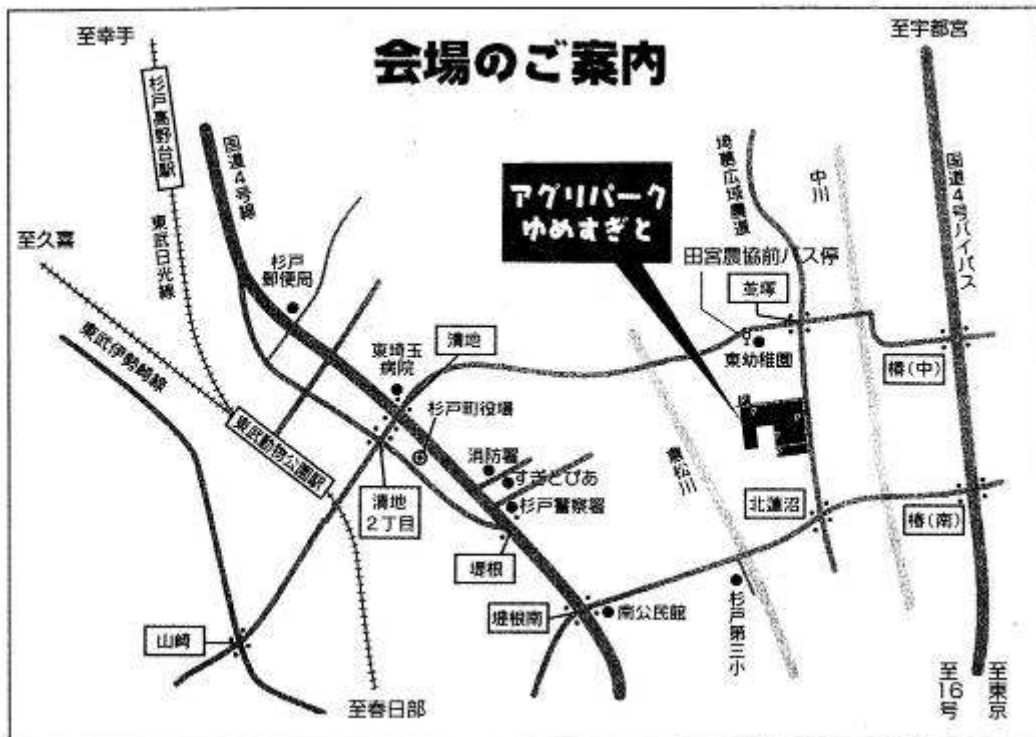 会場のご案内
至幸手
至宇都宮
杉戸高野台駅
国道4号線
東武日光線
至久喜
東武伊勢崎線
杉戸
郵便局
東埼玉
病院
清地
杉戸町役場
東武動物公園駅
清地
2丁目
消防署
すぎとぴあ
杉戸警察署
堤根
堤根南
南公民館
山崎
至春日部
アグリパーク
ゆめすぎと
埼葛広域農道
中川
国道4号バイパス
田宮農協前バス停
並塚
東幼稚園
椿(中)
北蓮沼
椿(南)
杉戸第三小
至16号
至東京